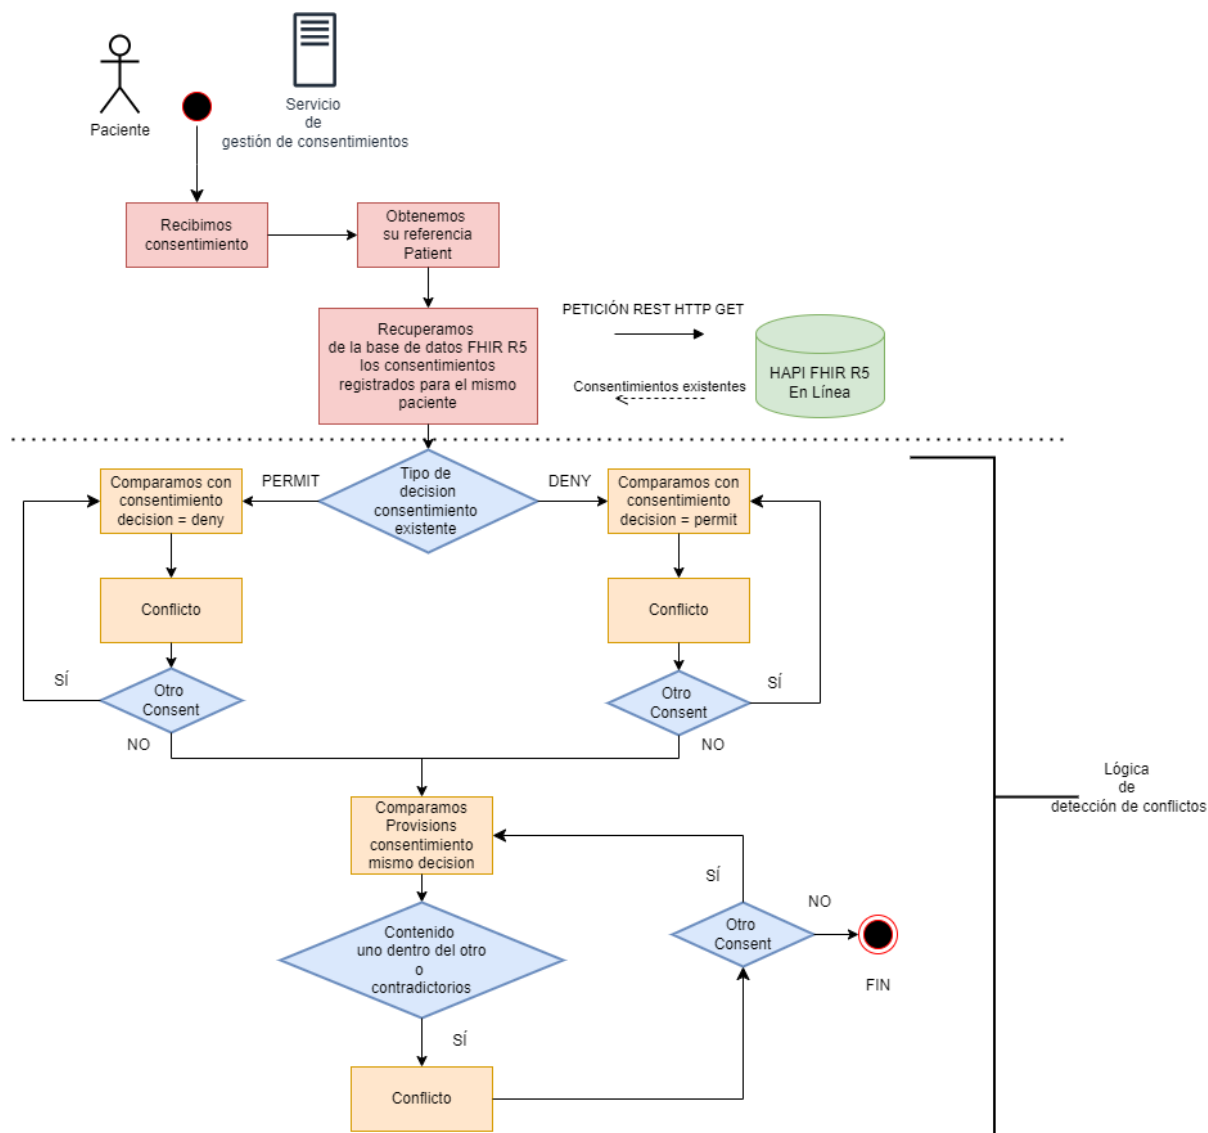 Paciente
Servicio
de
gestión de consentimientos
Recibimos
consentimiento
Obtenemos
su referencia
Patient
Recuperamos
de la base de datos FHIR R5
los consentimientos
registrados para el mismo
paciente
PETICIÓN REST HTTP GET
Consentimientos existentes
HAPI FHIR R5
En Línea
Tipo de
decision
consentimiento
existente
PERMIT
DENY
Comparamos con
consentimiento
decision = deny
Comparamos con
consentimiento
decision = permit
Conflicto
Conflicto
SÍ
Otro
Consent
NO
Otro
Consent
SÍ
NO
Lógica
de
detección de conflictos
Comparamos
Provisions
consentimiento
mismo decision
Contenido
uno dentro del otro
o
contradictorios
SÍ
Conflicto
SÍ
Otro
Consent
NO
FIN